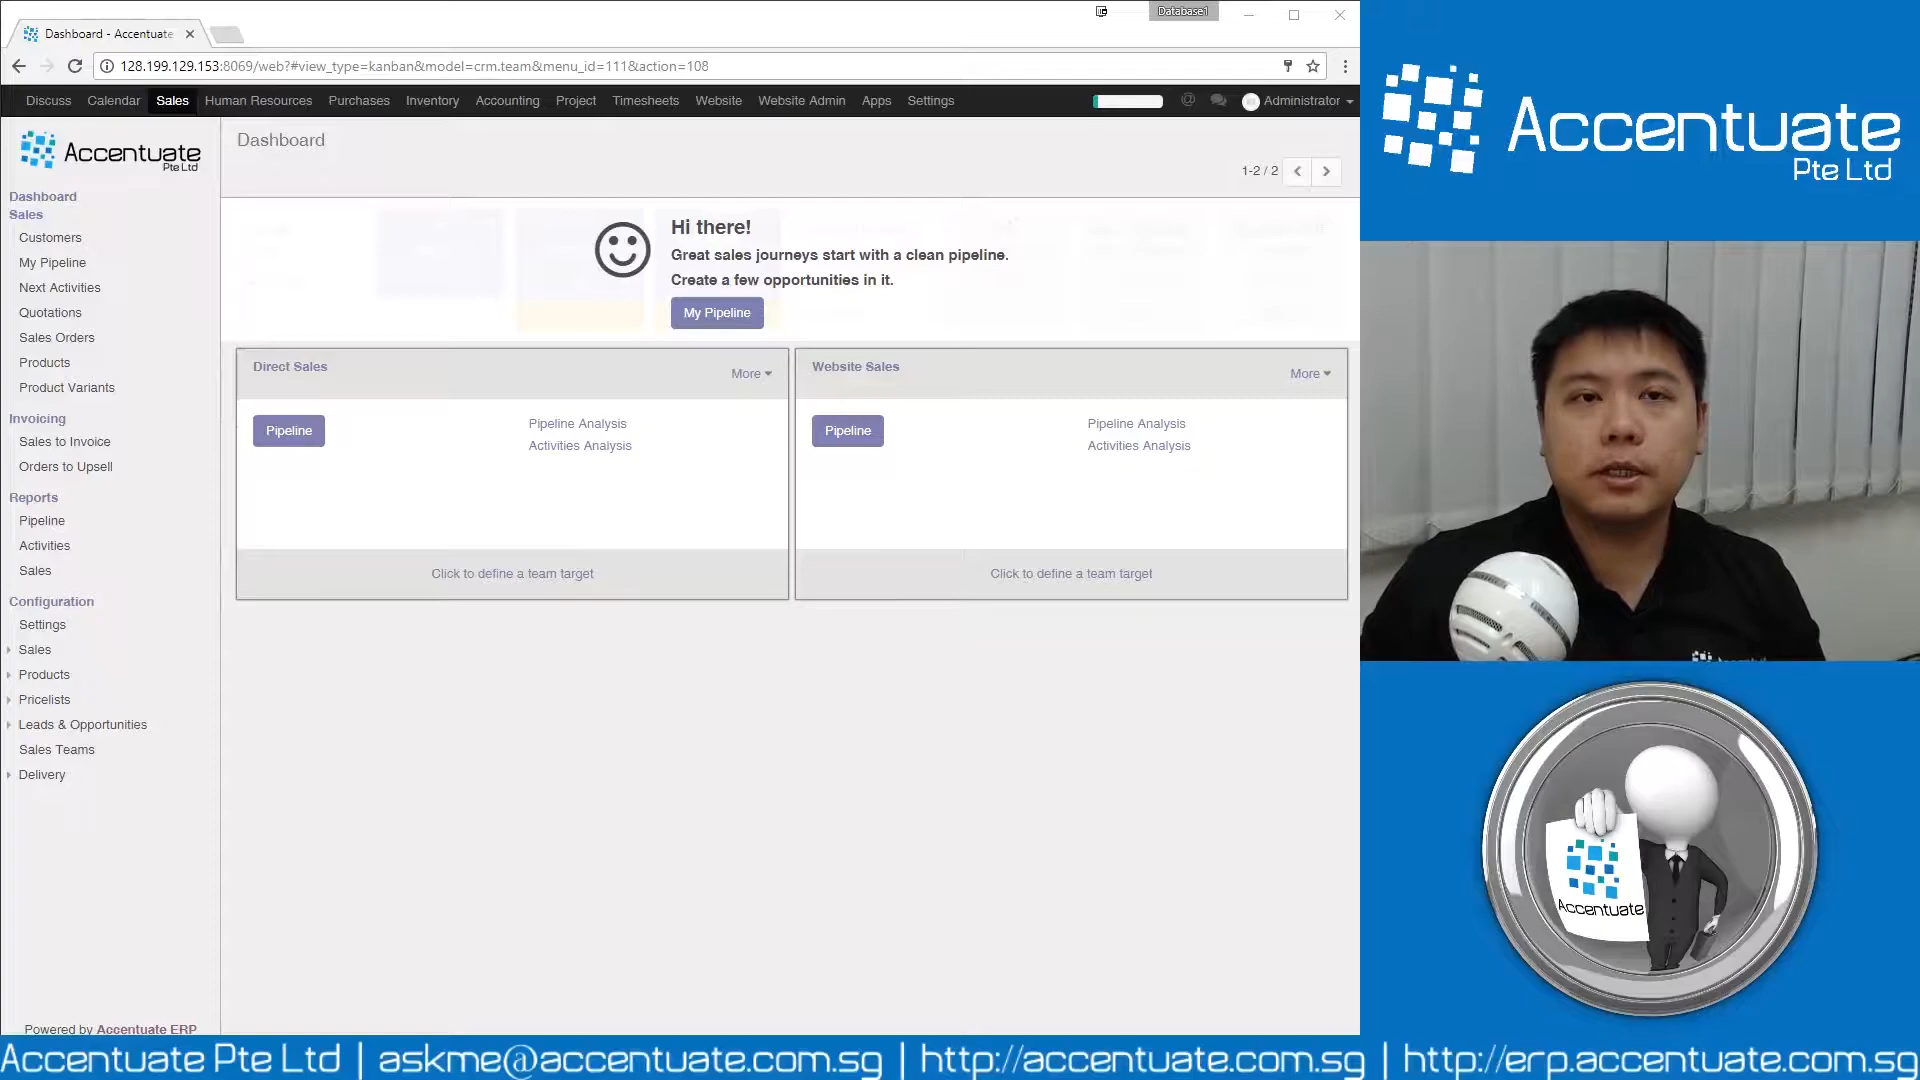 Database1
Dashboard - Accentuate
128.199.129.153:8069/web?#view_type=kanban&model=crm.team&menu_id=111&action=108
Discuss Calendar Sales Human Resources Purchases Inventory Accounting Project Timesheets Website Website Admin Apps Settings @ Administrator
Accentuate
Pte Ltd
Dashboard
Sales
Customers
My Pipeline
Next Activities
Quotations
Sales Orders
Products
Product Variants
Invoicing
Sales to Invoice
Orders to Upsell
Reports
Pipeline
Activities
Sales
Configuration
Settings
Sales
Products
Pricelists
Leads & Opportunities
Sales Teams
Delivery
Powered by Accentuate ERP
Dashboard
1-2 / 2
Hi there!
Great sales journeys start with a clean pipeline.
Create a few opportunities in it.
My Pipeline
Direct Sales
More
Pipeline
Pipeline Analysis
Activities Analysis
Click to define a team target
Website Sales
More
Pipeline
Pipeline Analysis
Activities Analysis
Click to define a team target
Accentuate
Pte Ltd
Accentuate
Accentuate Pte Ltd | askme@accentuate.com.sg | http://accentuate.com.sg | http://erp.accentuate.com.sg